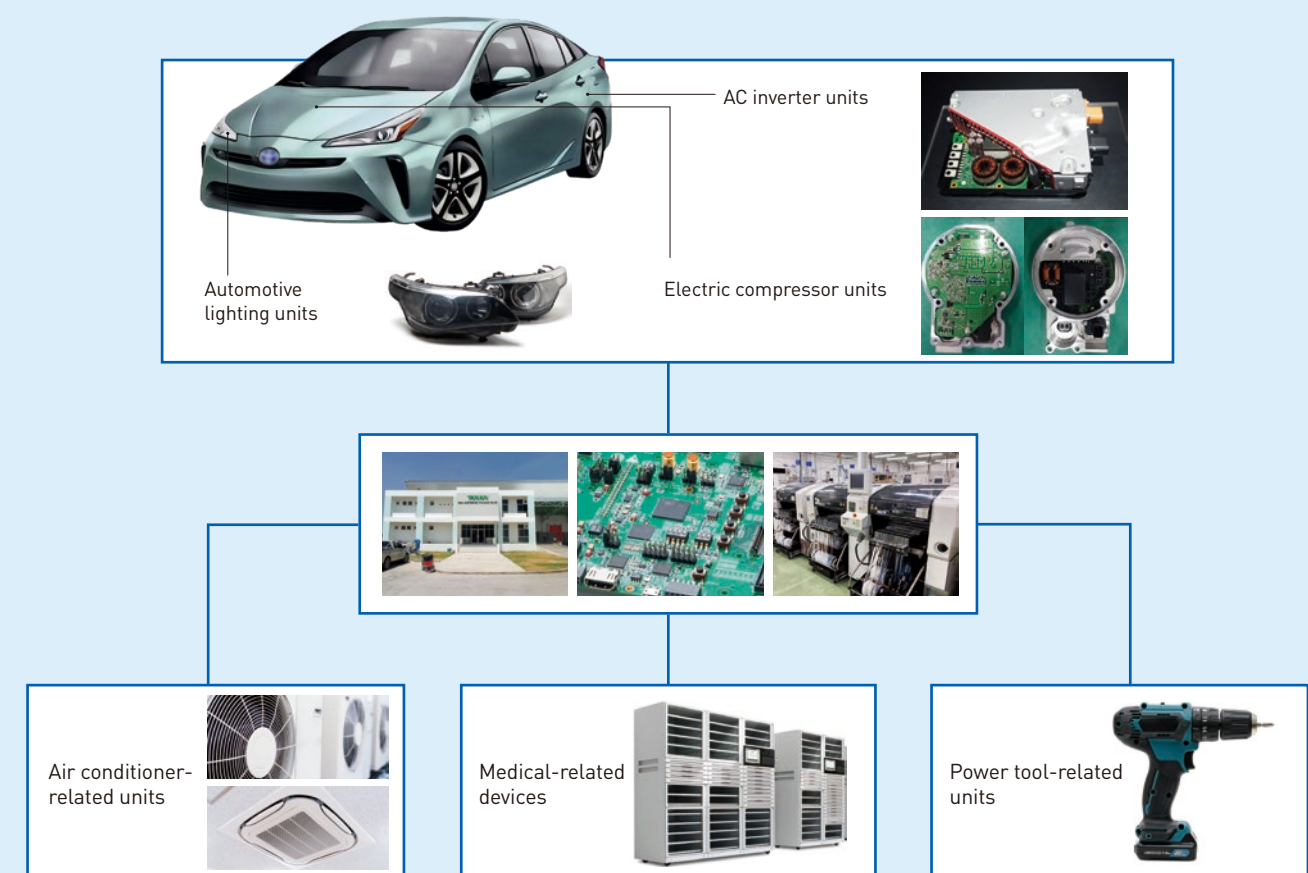 AC inverter units
Automotive
lighting units
Electric compressor units
Air conditioner-
related units
Medical-related
devices
Power tool-related
units